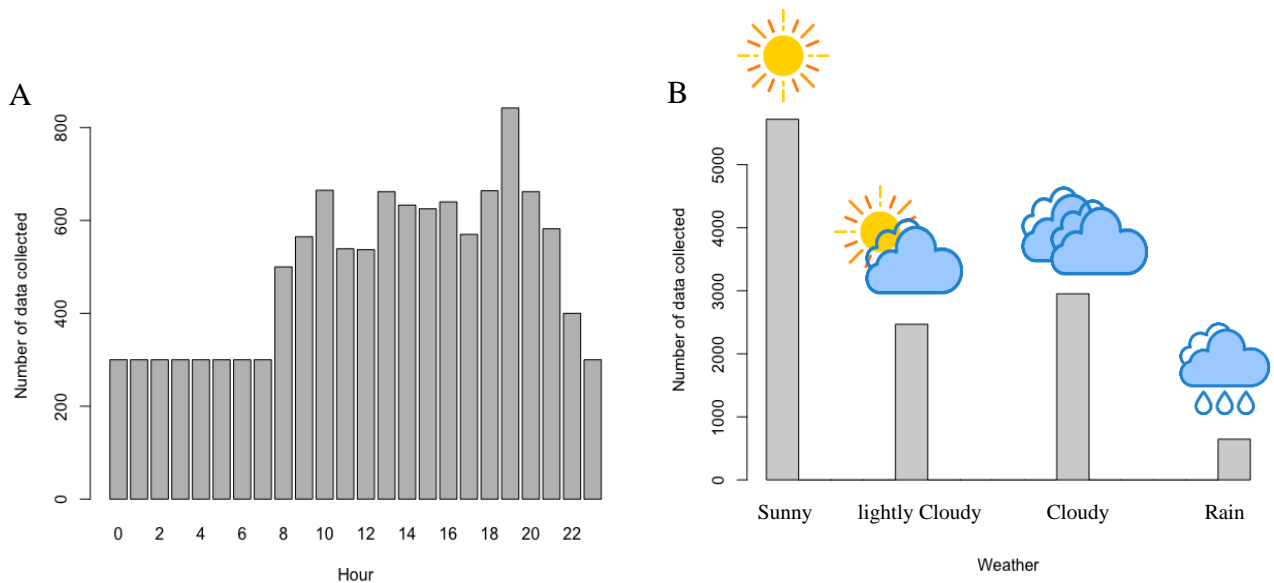 A
Number of data collected
800
600
400
200
0
0 2 4 6 8 10 12 14 16 18 20 22
Hour
B
Number of data collected
5000
4000
3000
2000
1000
0
Sunny lightly Cloudy Cloudy Rain
Weather